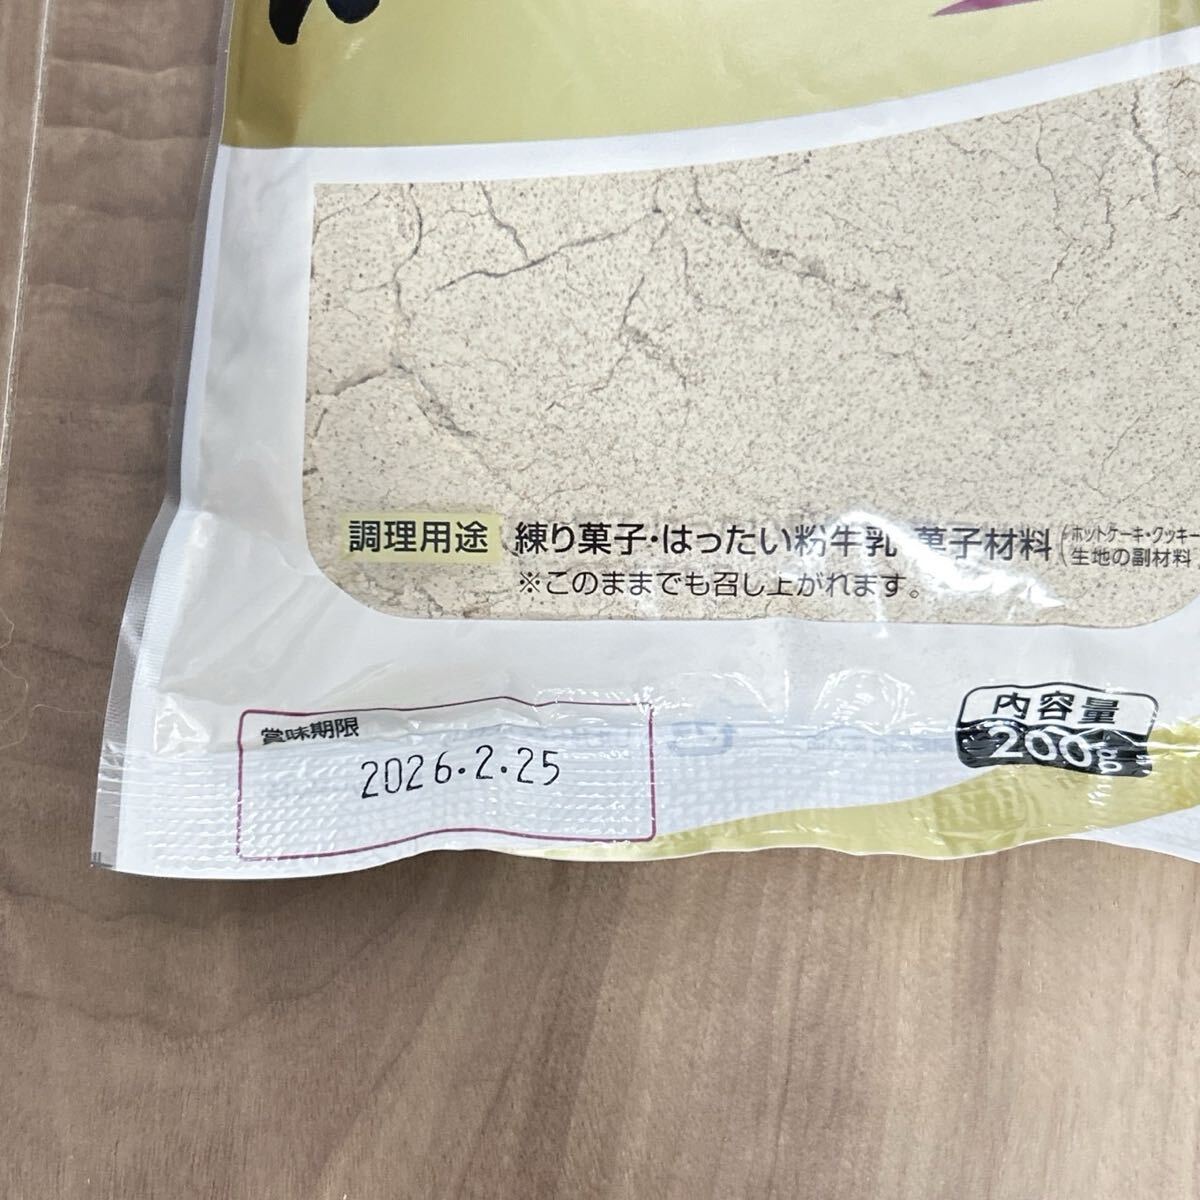 調理用途 練り菓子・はったい粉牛乳・菓子材料（ホットケーキ・クッキー
生地の副材料
※このままでも召し上がれます。
賞味期限
2026.2.25
内容量
200g